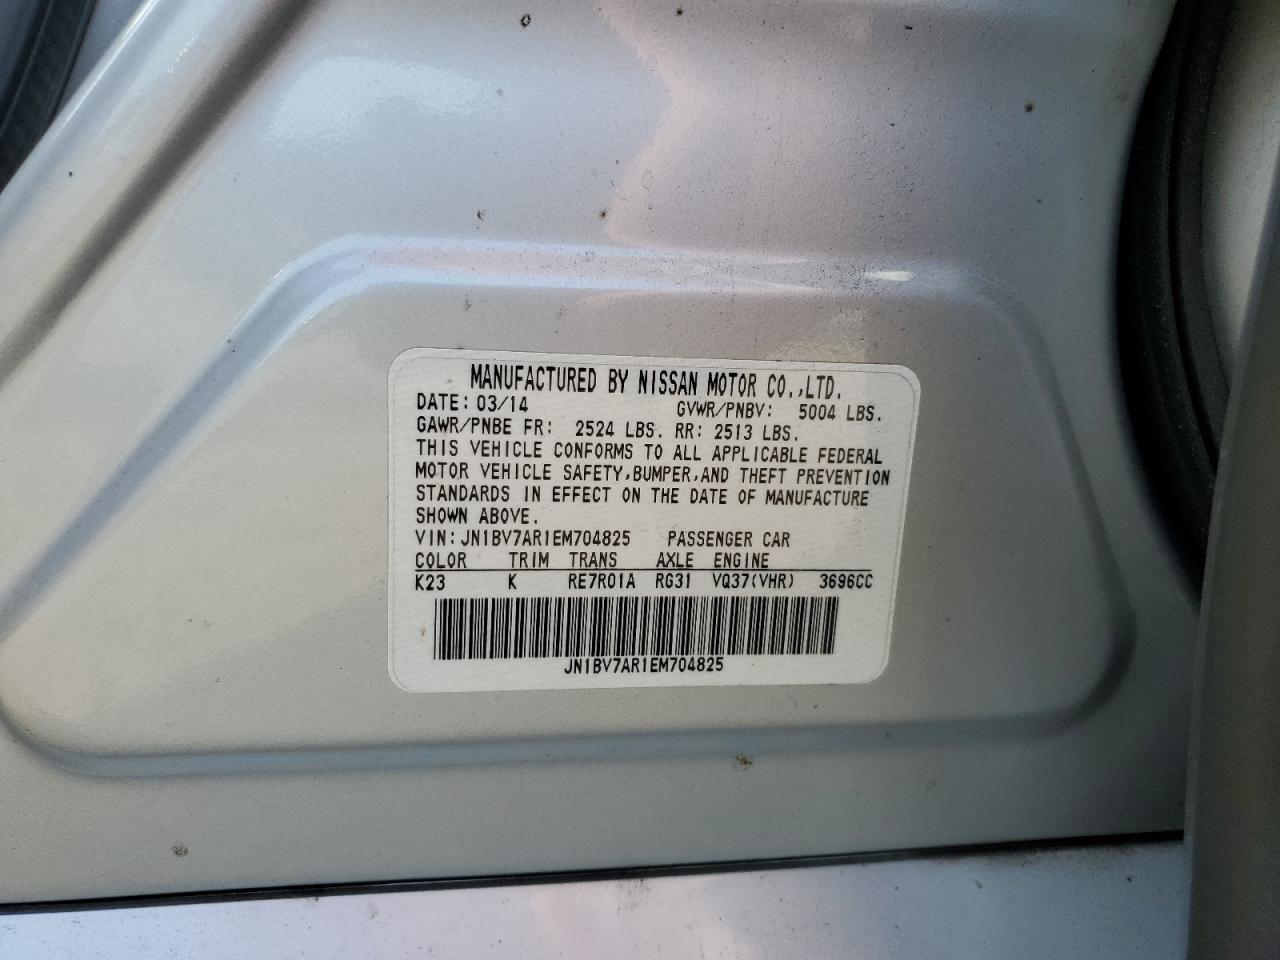 MANUFACTURED BY NISSAN MOTOR CO.,LTD.
DATE: 03/14 GVWR/PNBV: 5004 LBS.
GAWR/PNBE FR: 2524 LBS. RR: 2513 LBS.
THIS VEHICLE CONFORMS TO ALL APPLICABLE FEDERAL
MOTOR VEHICLE SAFETY,BUMPER,AND THEFT PREVENTION
STANDARDS IN EFFECT ON THE DATE OF MANUFACTURE
SHOWN ABOVE.
VIN: JN1BV7AR1EM704825 PASSENGER CAR
COLOR TRIM TRANS AXLE ENGINE
K23 K RE7R01A RG31 VQ37(VHR) 3696CC
JN1BV7AR1EM704825